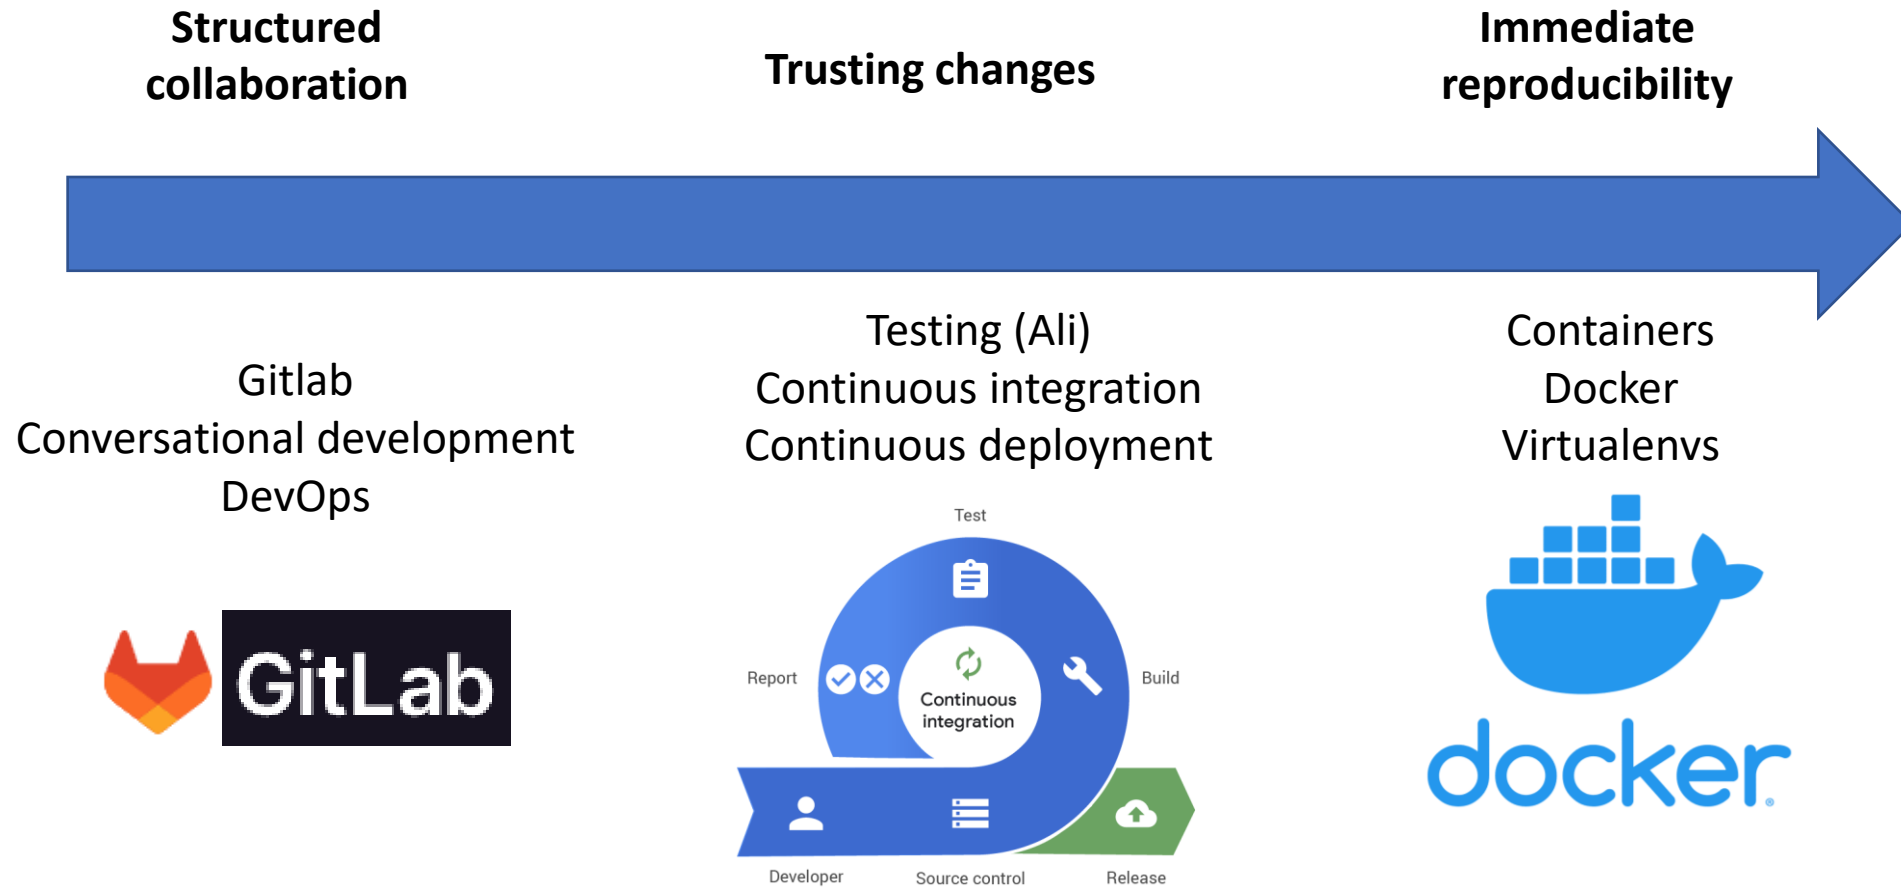 Structured
collaboration
Trusting changes
Immediate
reproducibility
Gitlab
Conversational development
DevOps
GitLab
Testing (Ali)
Continuous integration
Continuous deployment
Test
Report
Continuous
integration
Build
Developer
Source control
Release
Containers
Docker
Virtualenvs
docker